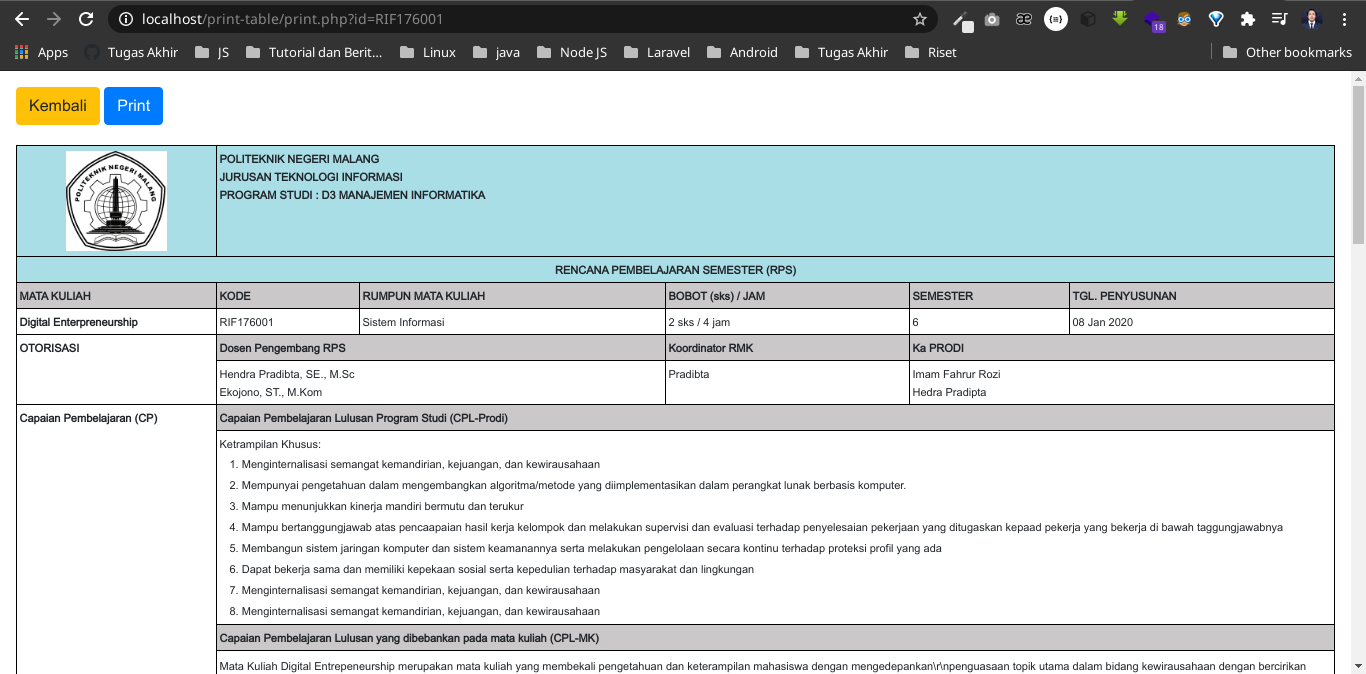 localhost/print-table/print.php?id=RIF176001
18
Apps Tugas Akhir JS Tutorial dan Berit... Linux java Node JS Laravel Android Tugas Akhir Riset Other bookmarks
Kembali Print
POLITEKNIK NEGERI MALANG
POLITEKNIK NEGERI MALANG
JURUSAN TEKNOLOGI INFORMASI
PROGRAM STUDI : D3 MANAJEMEN INFORMATIKA
RENCANA PEMBELAJARAN SEMESTER (RPS)
MATA KULIAH KODE RUMPUN MATA KULIAH BOBOT (sks) / JAM SEMESTER TGL. PENYUSUNAN
Digital Enterpreneurship RIF176001 Sistem Informasi 2 sks / 4 jam 6 08 Jan 2020
OTORISASI Dosen Pengembang RPS Koordinator RMK Ka PRODI
Hendra Pradibta, SE., M.Sc Pradibta Imam Fahrur Rozi
Ekojono, ST., M.Kom Hedra Pradipta
Capaian Pembelajaran (CP) Capaian Pembelajaran Lulusan Program Studi (CPL-Prodi)
Ketrampilan Khusus:
1. Menginternalisasi semangat kemandirian, kejuangan, dan kewirausahaan
2. Mempunyai pengetahuan dalam mengembangkan algoritma/metode yang diimplementasikan dalam perangkat lunak berbasis komputer.
3. Mampu menunjukkan kinerja mandiri bermutu dan terukur
4. Mampu bertanggungjawab atas pencaapaian hasil kerja kelompok dan melakukan supervisi dan evaluasi terhadap penyelesaian pekerjaan yang ditugaskan kepaad pekerja yang bekerja di bawah taggungjawabnya
5. Membangun sistem jaringan komputer dan sistem keamanannya serta melakukan pengelolaan secara kontinu terhadap proteksi profil yang ada
6. Dapat bekerja sama dan memiliki kepekaan sosial serta kepedulian terhadap masyarakat dan lingkungan
7. Menginternalisasi semangat kemandirian, kejuangan, dan kewirausahaan
8. Menginternalisasi semangat kemandirian, kejuangan, dan kewirausahaan
Capaian Pembelajaran Lulusan yang dibebankan pada mata kuliah (CPL-MK)
Mata Kuliah Digital Entrepeneurship merupakan mata kuliah yang membekali pengetahuan dan keterampilan mahasiswa dengan mengedepankan\r\npenguasaan topik utama dalam bidang kewirausahaan dengan bercirikan